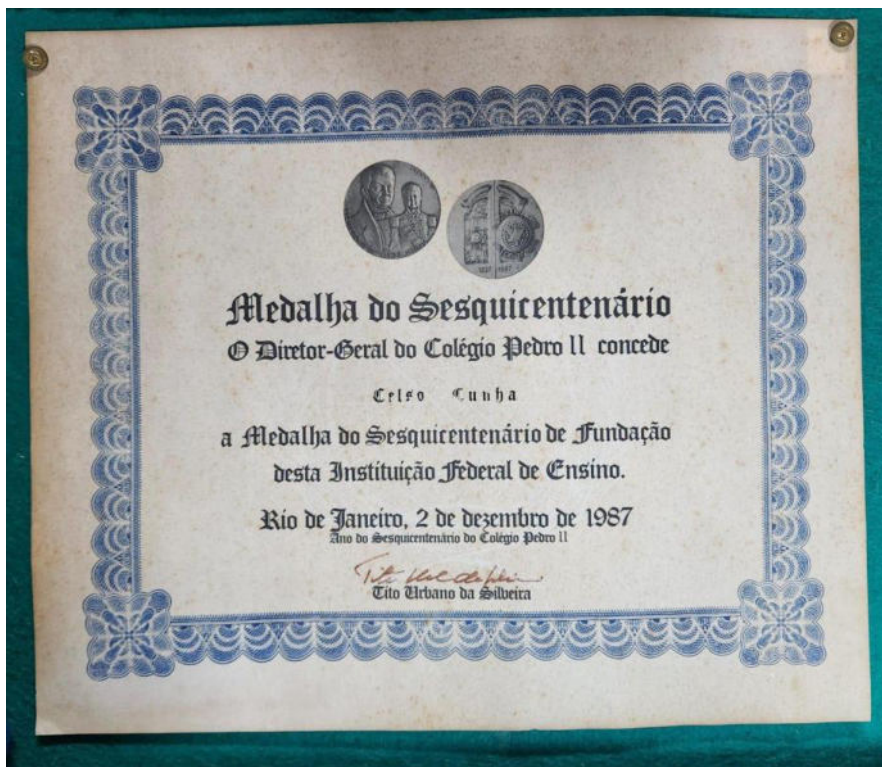 1837 1987
Medalha do Sesquicentenário
O Diretor-Geral do Colégio Pedro II concede
Celso Cunha
a Medalha do Sesquicentenário de Fundação
desta Instituição Federal de Ensino.
Rio de Janeiro, 2 de dezembro de 1987
Ano do Sesquicentenário do Colégio Pedro II
Tito Urbano da Silveira